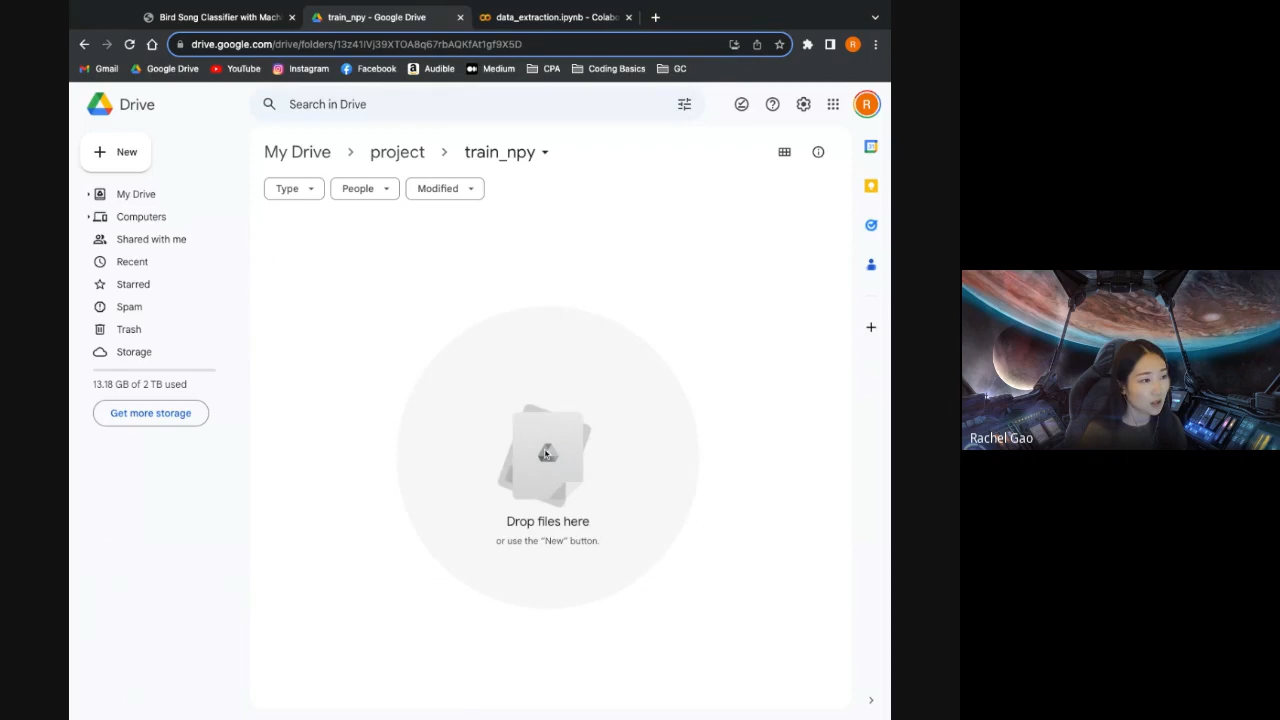 Bird Song Classifier with Mach
train_npy - Google Drive
data_extraction.ipynb - Colabo
drive.google.com/drive/folders/13z41IVj39XTOA8q67rbAQKfAt1gf9X5D
R
Gmail
Google Drive
YouTube
Instagram
Facebook
Audible
Medium
CPA
Coding Basics
GC
Drive
Search in Drive
R
New
My Drive
project
train_npy
Type
People
Modified
My Drive
Computers
Shared with me
Recent
Starred
Spam
Trash
Storage
13.18 GB of 2 TB used
Get more storage
Drop files here
or use the “New” button.
Rachel Gao